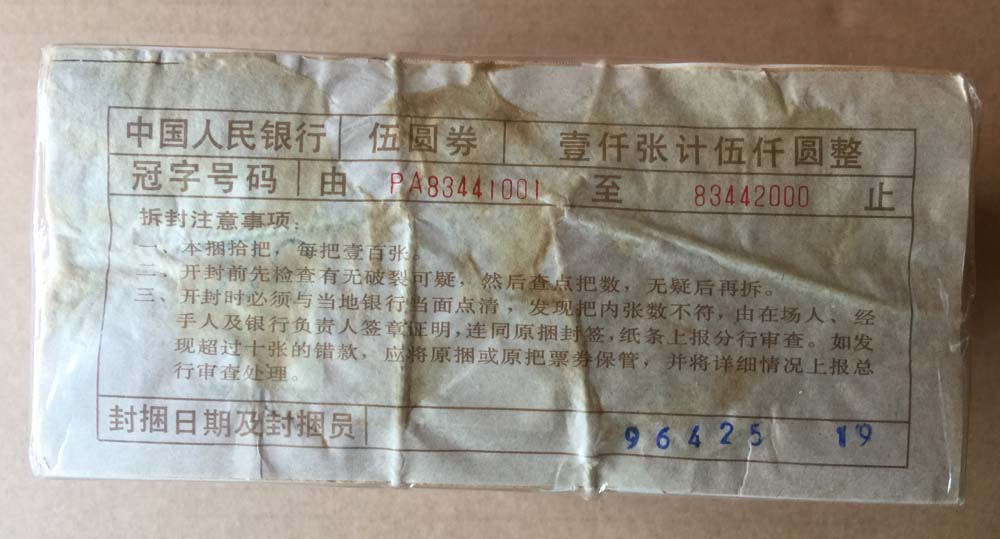 中国人民银行 伍圆券 壹仟张计伍仟圆整
冠字号码 由 PA83441001 至 83442000 止
拆封注意事项：
一、本捆拾把，每把壹百张。
二、开封前先检查有无破裂可疑，然后查点把数，无疑后再拆。
三、开封时必须与当地银行当面点清，发现把内张数不符，由在场人、经
手人及银行负责人签章证明，连同原捆封签，纸条上报分行审查。如发
现超过十张的错款，应将原捆或原把票券保管，并将详细情况上报总
行审查处理。
封捆日期及封捆员 96425 19